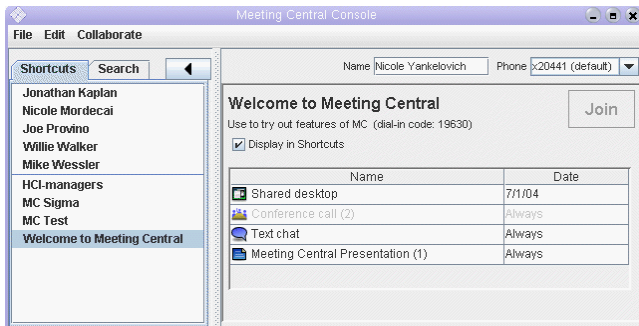 Meeting Central Console
File Edit Collaborate
Shortcuts Search
Name Nicole Yankelovich Phone x20441 (default)
Jonathan Kaplan
Nicole Mordecai
Joe Provino
Willie Walker
Mike Wessler
HCI-managers
MC Sigma
MC Test
Welcome to Meeting Central
Welcome to Meeting Central
Join
Use to try out features of MC (dial-in code: 19630)
Display in Shortcuts
Name Date
Shared desktop 7/1/04
Conference call (2) Always
Text chat Always
Meeting Central Presentation (1) Always